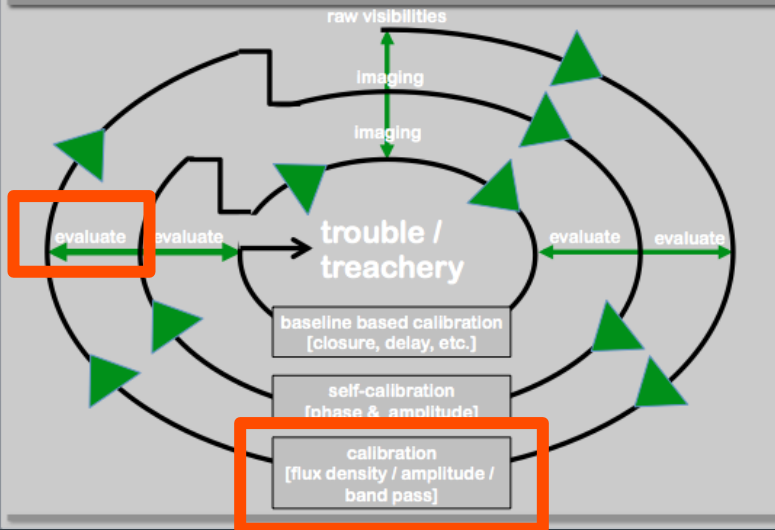 raw visibilities
imaging
imaging
evaluate
evaluate
trouble /
treachery
evaluate
evaluate
baseline based calibration
[closure, delay, etc.]
self-calibration
[phase & amplitude]
calibration
[flux density / amplitude /
band pass]